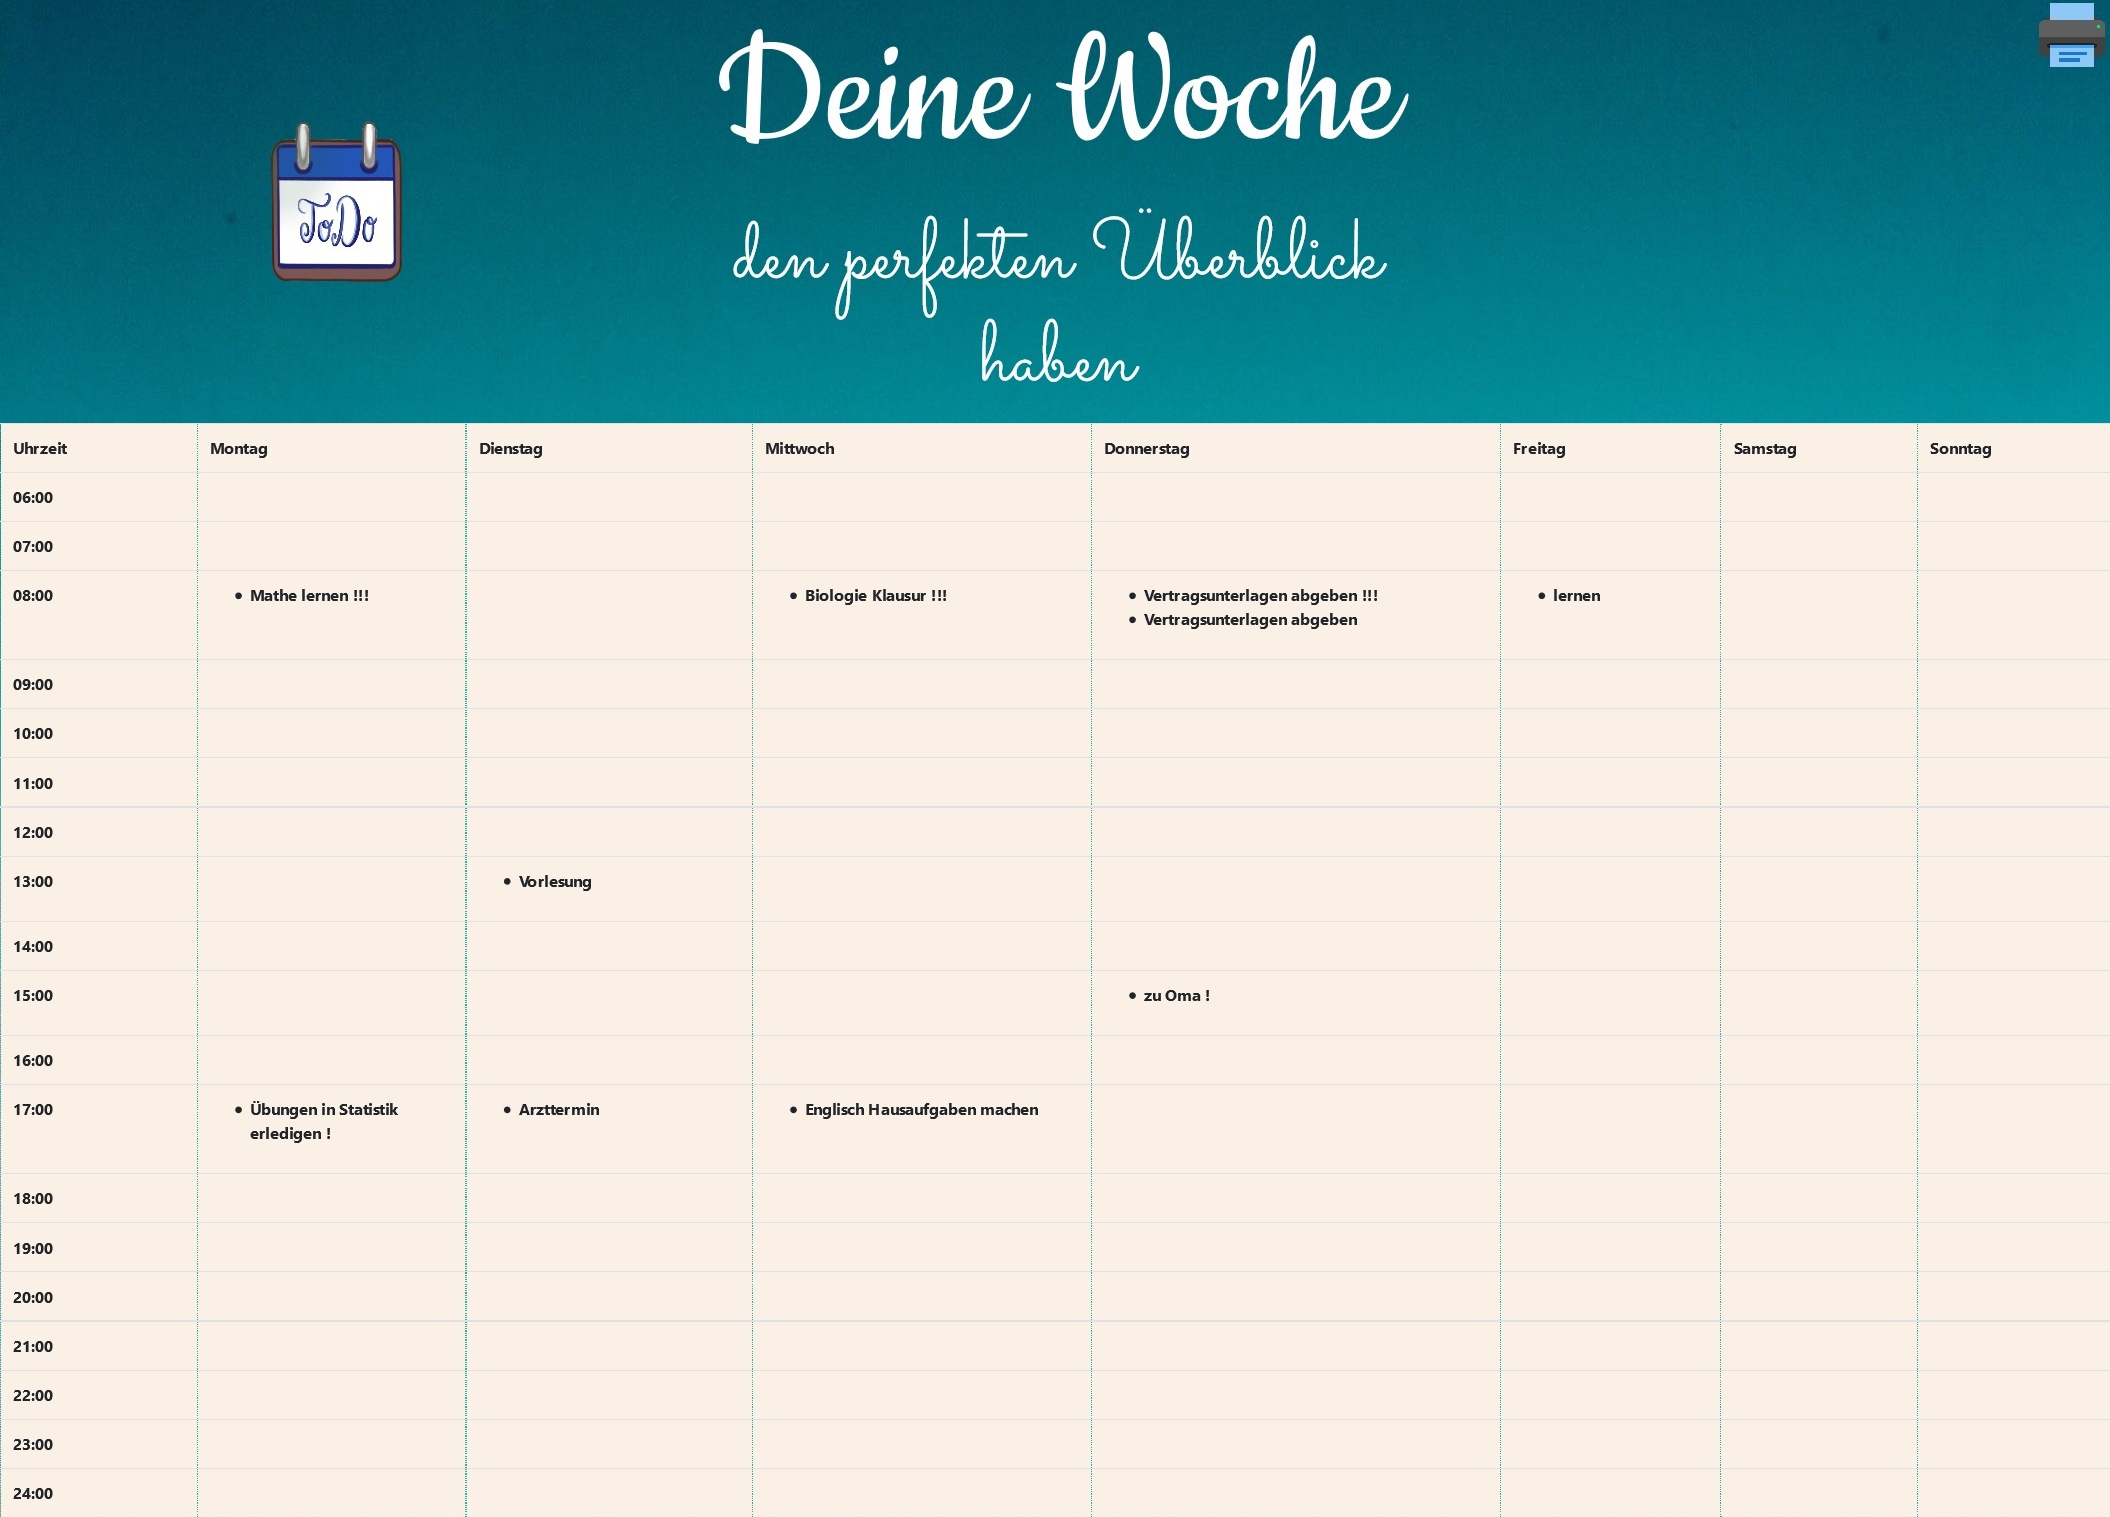 Deine Woche
ToDo
den perfekten Überblick
haben
Uhrzeit Montag Dienstag Mittwoch Donnerstag Freitag Samstag Sonntag
06:00
07:00
08:00 • Mathe lernen !!! • Biologie Klausur !!! • Vertragsunterlagen abgeben !!! • lernen
• Vertragsunterlagen abgeben
09:00
10:00
11:00
12:00
13:00 • Vorlesung
14:00
15:00 • zu Oma !
16:00
17:00 • Übungen in Statistik • Arzttermin • Englisch Hausaufgaben machen
erledigen !
18:00
19:00
20:00
21:00
22:00
23:00
24:00